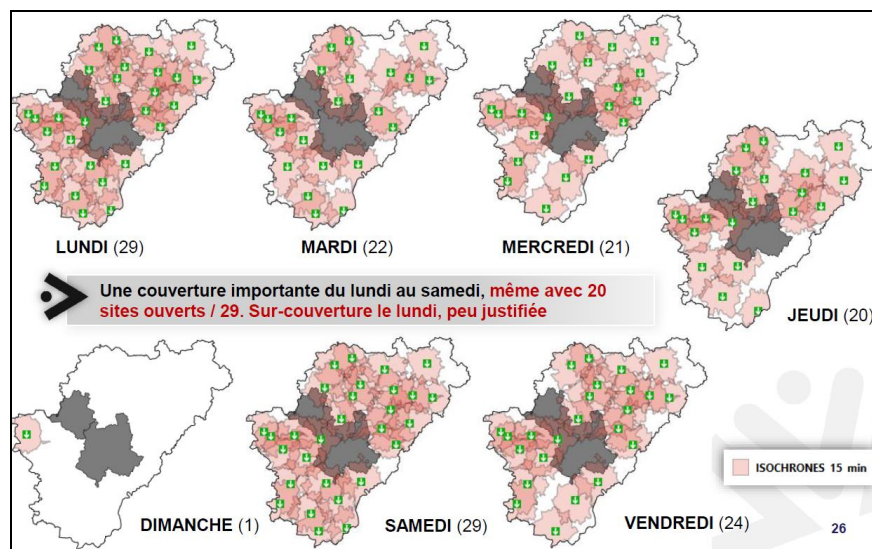 LUNDI (29)
MARDI (22)
MERCREDI (21)
JEUDI (20)
Une couverture importante du lundi au samedi, même avec 20
sites ouverts / 29. Sur-couverture le lundi, peu justifiée
DIMANCHE (1)
SAMEDI (29)
VENDREDI (24)
ISOCHRONES 15 min
26